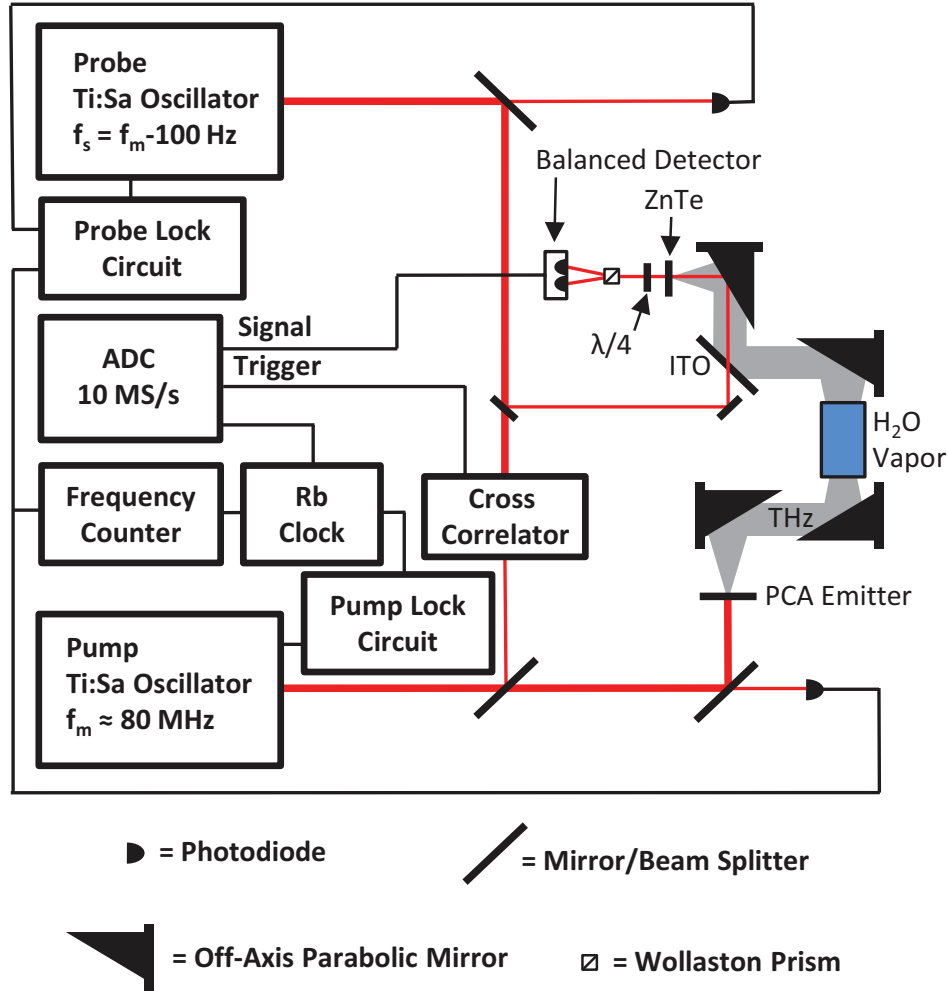 Probe
Ti:Sa Oscillator
fs = fm-100 Hz
Balanced Detector
ZnTe
Probe Lock
Circuit
λ/4
ITO
Signal
Trigger
ADC
10 MS/s
H2O
Vapor
Frequency
Counter
Rb
Clock
Cross
Correlator
THz
PCA Emitter
Pump Lock
Circuit
Pump
Ti:Sa Oscillator
fm ≈ 80 MHz
= Photodiode
= Mirror/Beam Splitter
= Off-Axis Parabolic Mirror
= Wollaston Prism